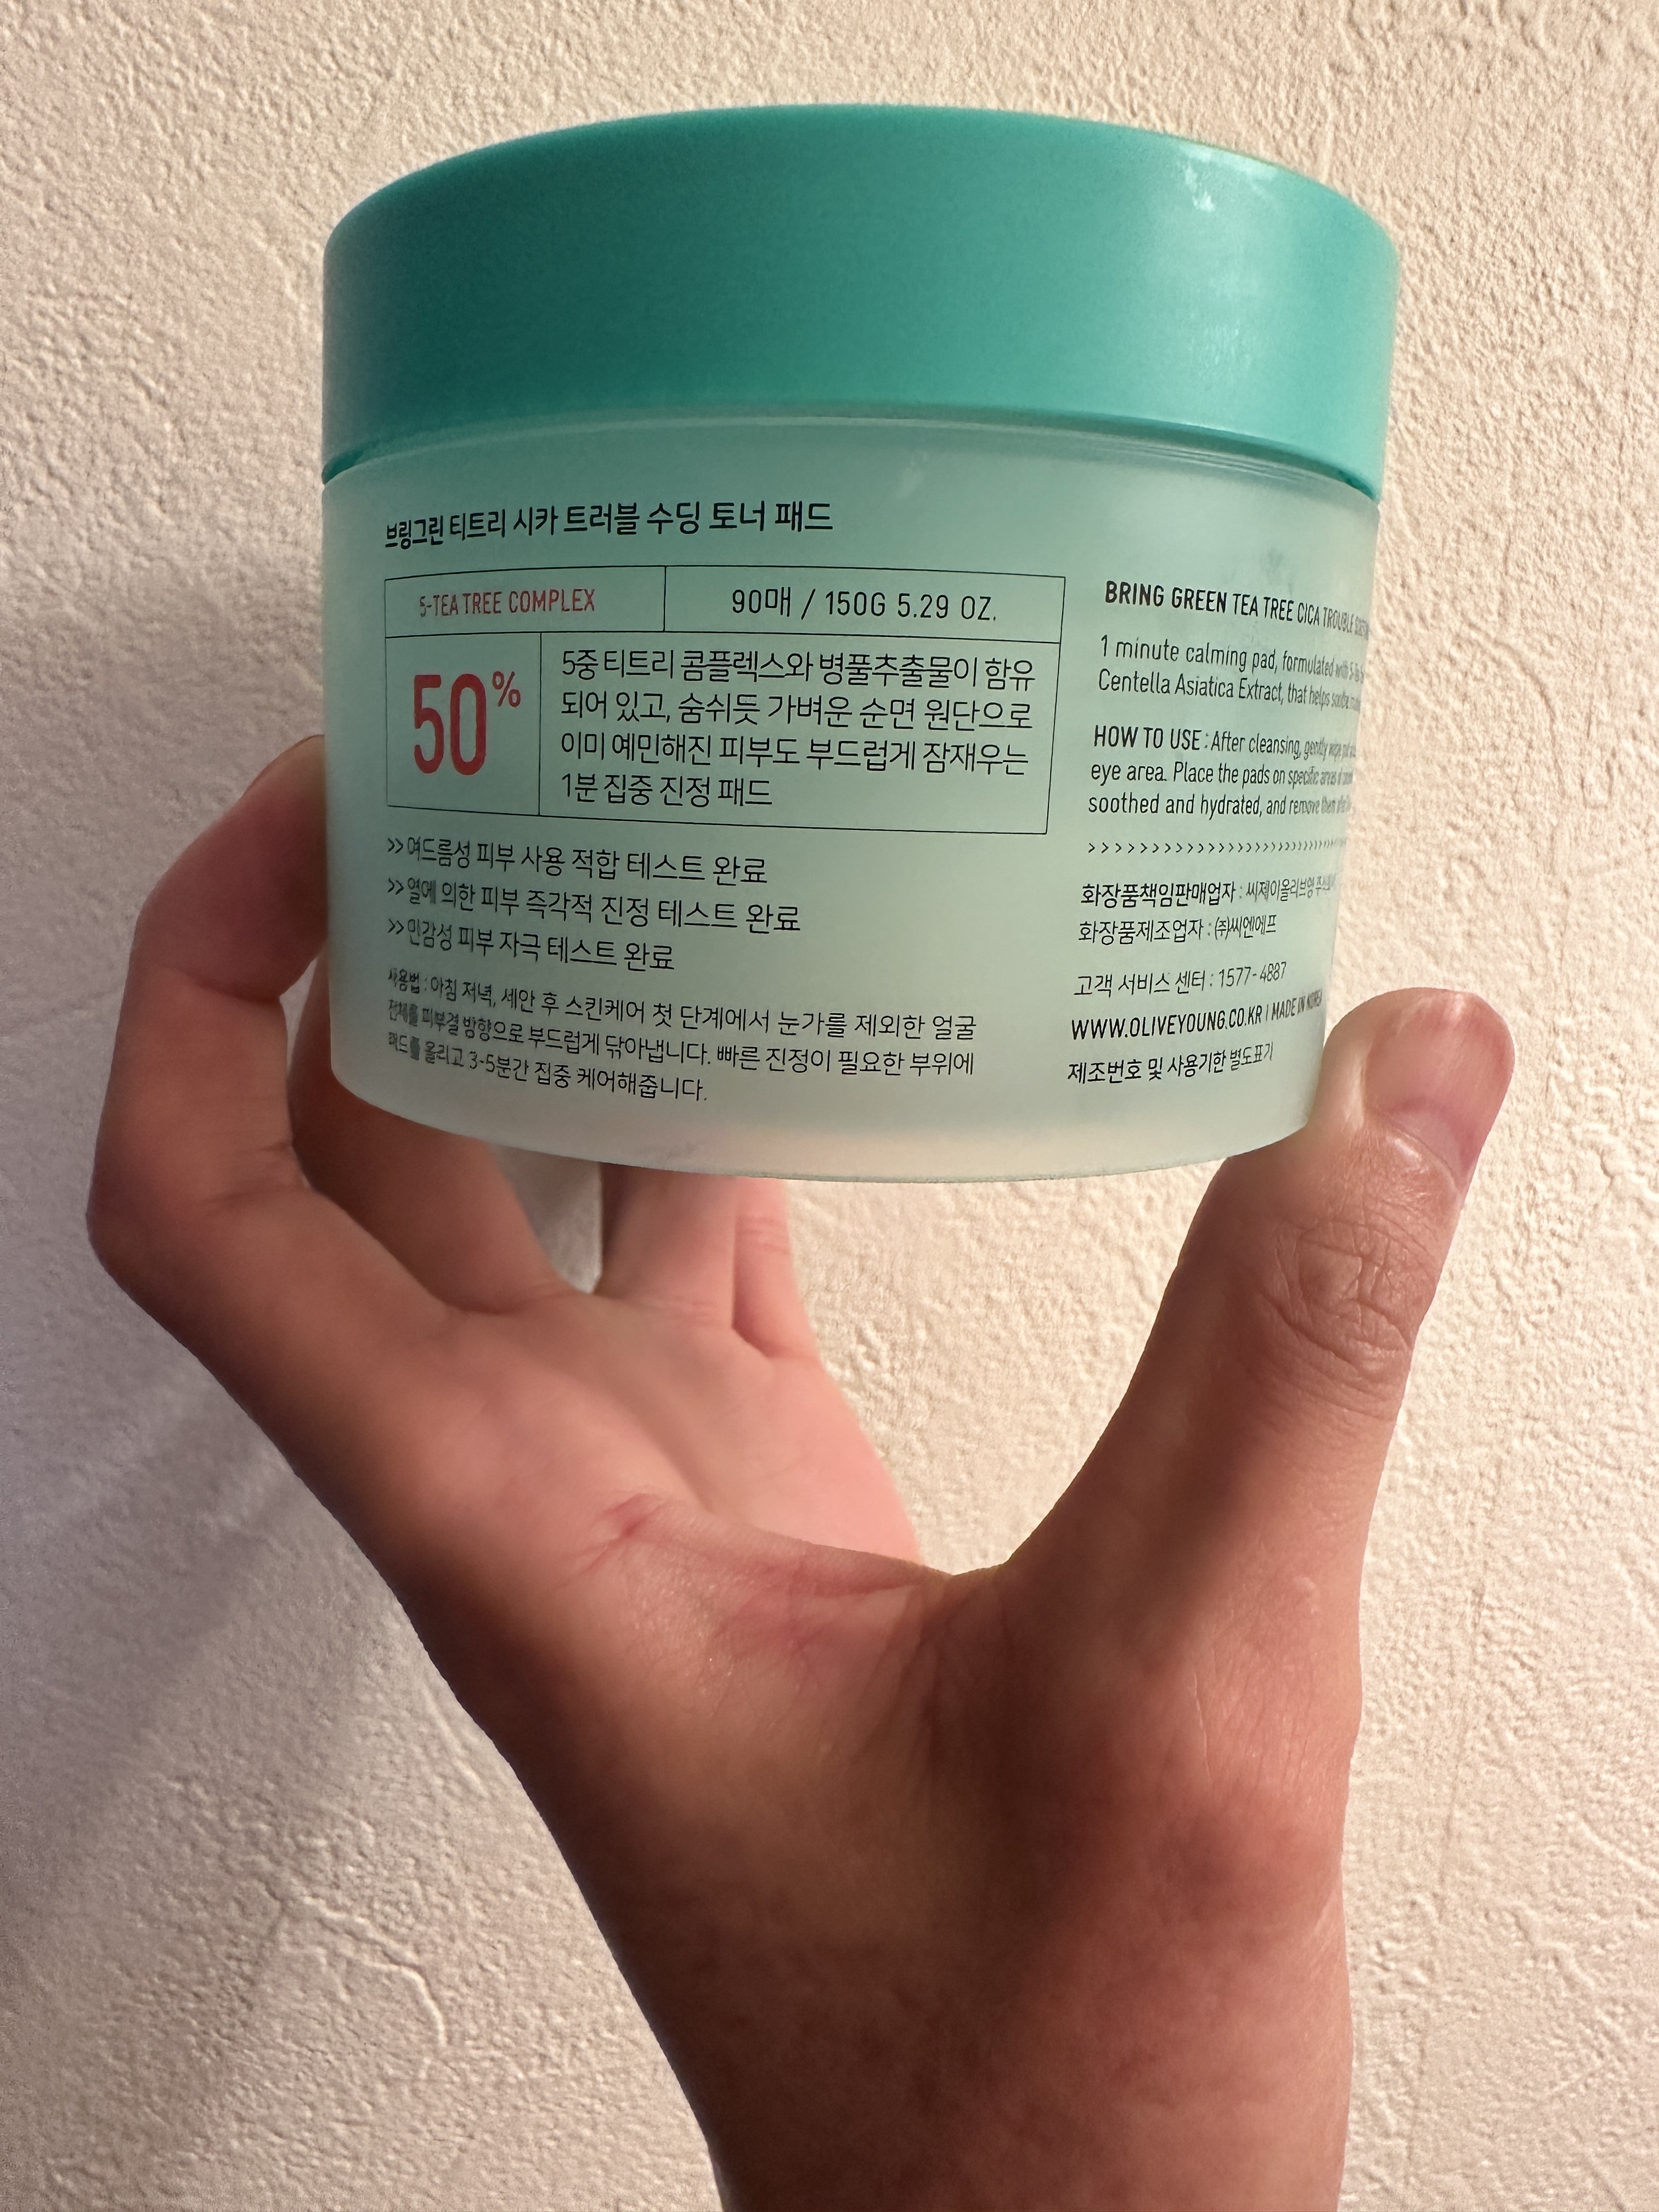 브링그린 티트리 시카 트러블 수딩 토너 패드
5-TEA TREE COMPLEX
90매 / 150G 5.29 OZ.
50%
5중 티트리 콤플렉스와 병풀추출물이 함유
되어 있고, 숨쉬듯 가벼운 순면 원단으로
이미 예민해진 피부도 부드럽게 잠재우는
1분 집중 진정 패드
>> 여드름성 피부 사용 적합 테스트 완료
>> 열에 의한 피부 즉각적 진정 테스트 완료
>> 민감성 피부 자극 테스트 완료
사용법 : 아침 저녁, 세안 후 스킨케어 첫 단계에서 눈가를 제외한 얼굴
전체를 피부결 방향으로 부드럽게 닦아냅니다. 빠른 진정이 필요한 부위에
패드를 올리고 3-5분간 집중 케어해줍니다.
BRING GREEN TEA TREE CICA TROUBLE
1 minute calming pad, formulated with
Centella Asiatica Extract, that helps soothe
HOW TO USE : After cleansing, gently wipe
eye area. Place the pads on specific areas of
soothed and hydrated, and remove them
>>>>>>>>>>>>>>>>>>>>>>>>>>>>
화장품책임판매업자 : 씨제이올리브영
화장품제조업자 : ㈜씨엔에프
고객 서비스 센터 : 1577-4887
WWW.OLIVEYOUNG.CO.KR I MADE IN KOREA
제조번호 및 사용기한 별도표기